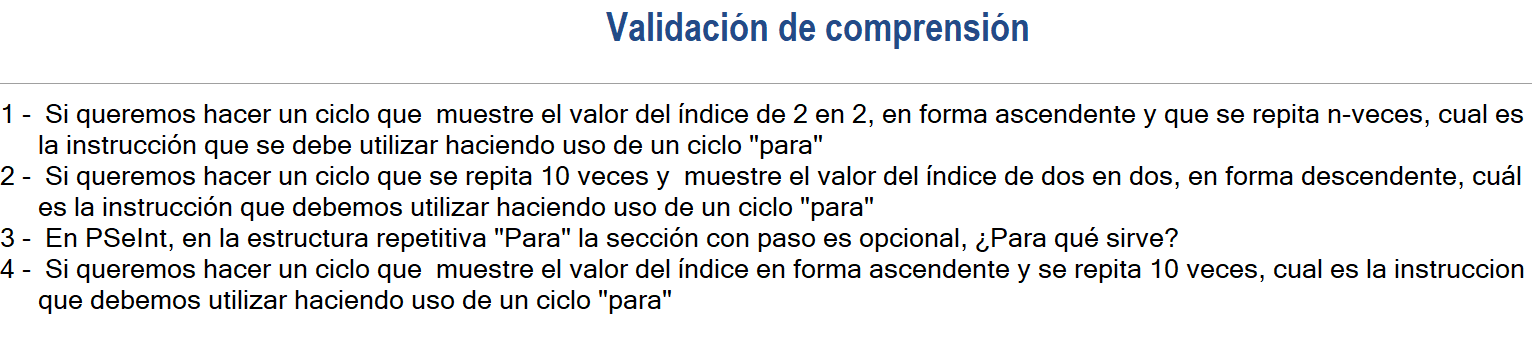 Validación de comprensión
1 - Si queremos hacer un ciclo que muestre el valor del índice de 2 en 2, en forma ascendente y que se repita n-veces, cual es
la instrucción que se debe utilizar haciendo uso de un ciclo "para"
2 - Si queremos hacer un ciclo que se repita 10 veces y muestre el valor del índice de dos en dos, en forma descendente, cuál
es la instrucción que debemos utilizar haciendo uso de un ciclo "para"
3 - En PSeInt, en la estructura repetitiva "Para" la sección con paso es opcional, ¿Para qué sirve?
4 - Si queremos hacer un ciclo que muestre el valor del índice en forma ascendente y se repita 10 veces, cual es la instruccion
que debemos utilizar haciendo uso de un ciclo "para"